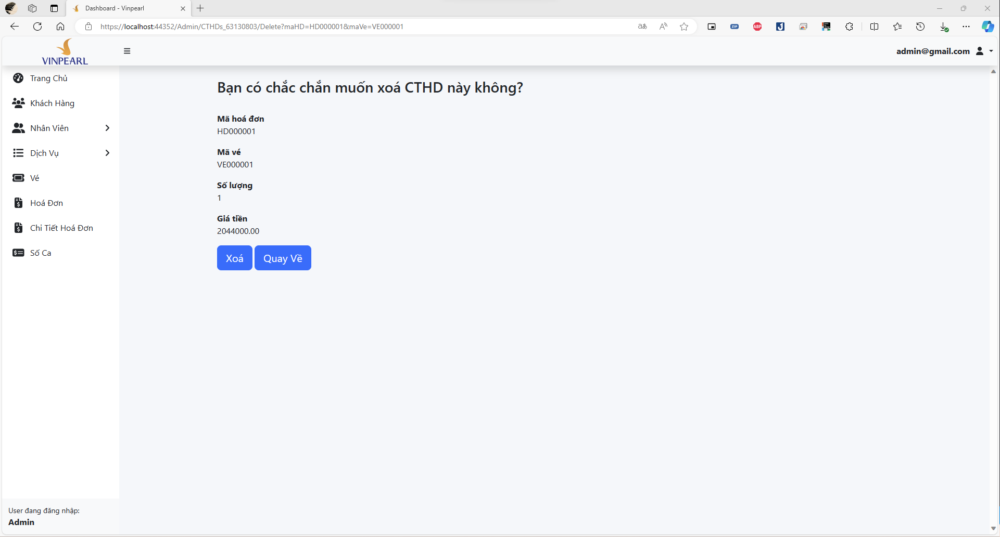 Dashboard - Vinpearl
https://localhost:44352/Admin/CTHDs_63130803/Delete?maHD=HD000001&maVe=VE000001
ZIP
ABP
VINPEARL
admin@gmail.com
Trang Chủ
Khách Hàng
Nhân Viên
Dịch Vụ
Vé
Hoá Đơn
Chi Tiết Hoá Đơn
Số Ca
Bạn có chắc chắn muốn xoá CTHD này không?
Mã hoá đơn
HD000001
Mã vé
VE000001
Số lượng
1
Giá tiền
2044000.00
Xoá
Quay Về
User đang đăng nhập:
Admin